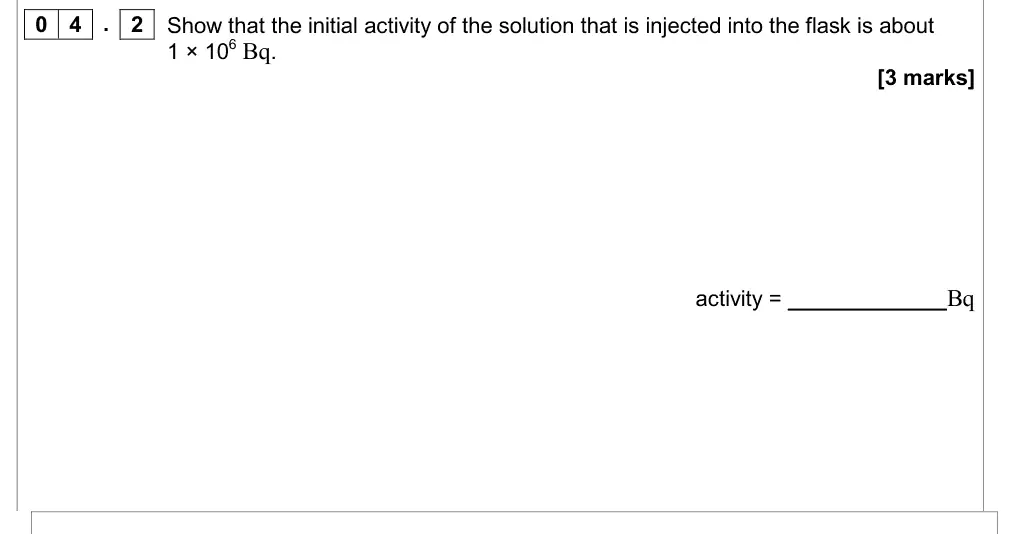 0 4 . 2 Show that the initial activity of the solution that is injected into the flask is about
1 × 10⁶ Bq.
[3 marks]
activity = ____________ Bq